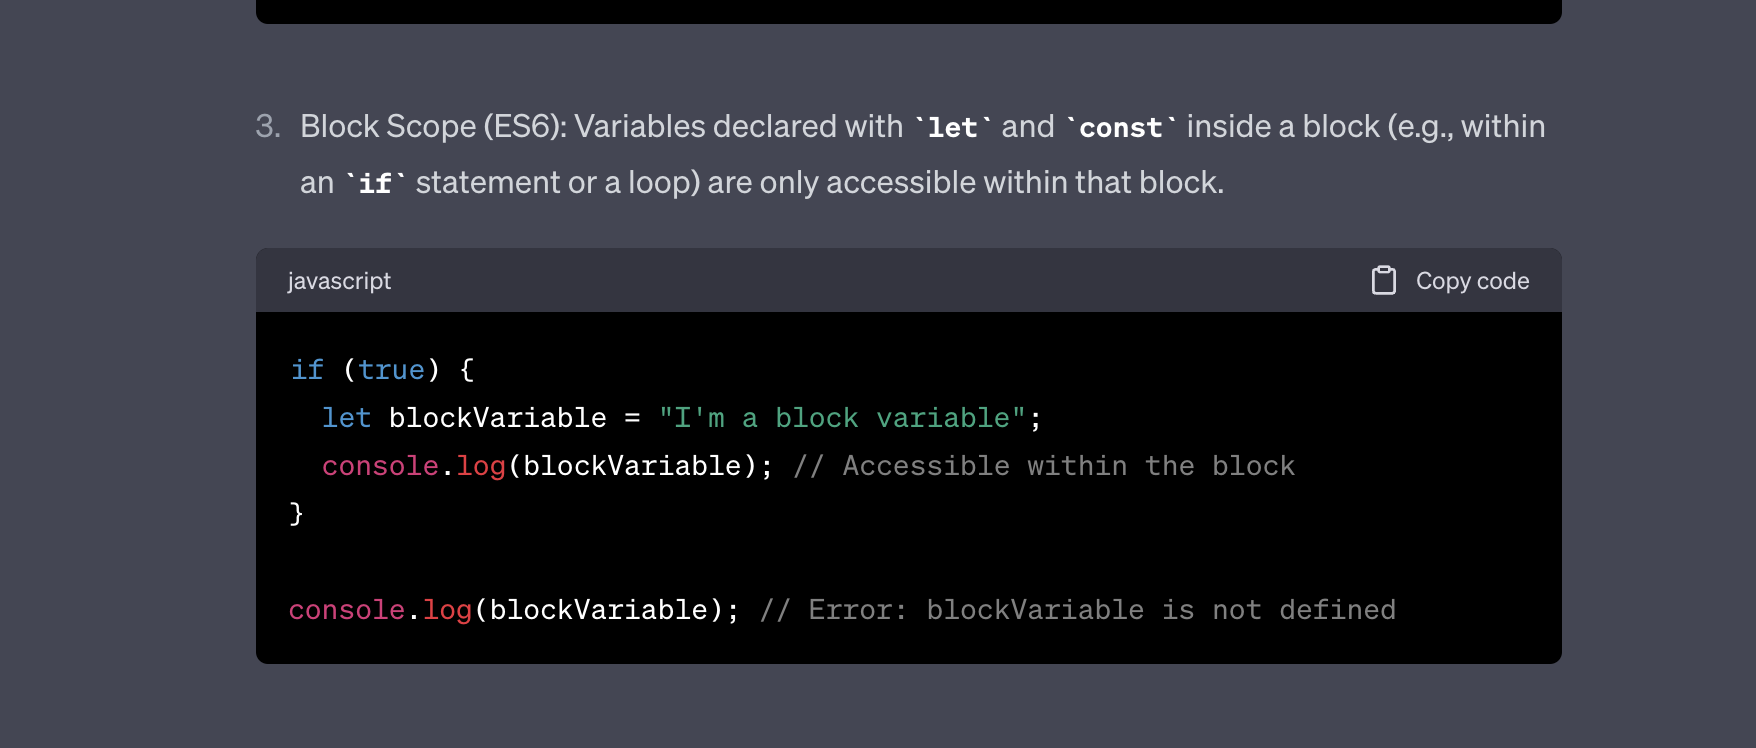 3. Block Scope (ES6): Variables declared with `let` and `const` inside a block (e.g., within
an `if` statement or a loop) are only accessible within that block.
javascript Copy code
if (true) {
  let blockVariable = "I'm a block variable";
  console.log(blockVariable); // Accessible within the block
}
console.log(blockVariable); // Error: blockVariable is not defined